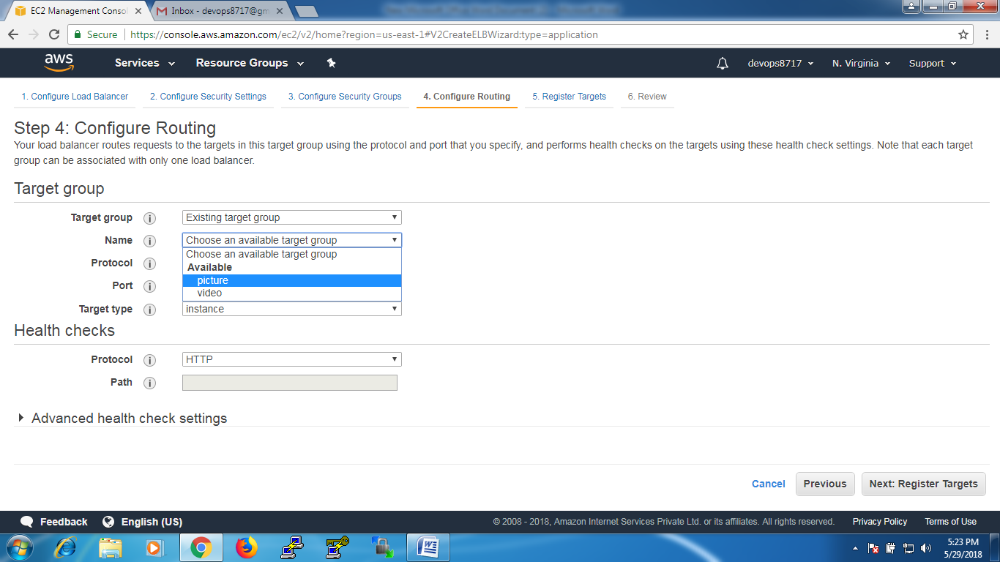 EC2 Management Consol
Inbox - devops8717@gm
Secure
https://console.aws.amazon.com/ec2/v2/home?region=us-east-1#V2CreateELBWizard:type=application
aws Services Resource Groups devops8717 N. Virginia Support
1. Configure Load Balancer 2. Configure Security Settings 3. Configure Security Groups 4. Configure Routing 5. Register Targets 6. Review
Step 4: Configure Routing
Your load balancer routes requests to the targets in this target group using the protocol and port that you specify, and performs health checks on the targets using these health check settings. Note that each target
group can be associated with only one load balancer.
Target group
Target group i Existing target group
Name i Choose an available target group
Choose an available target group
Protocol i Available
picture
Port i video
Target type i instance
Health checks
Protocol i HTTP
Path i
Advanced health check settings
Cancel Previous Next: Register Targets
Feedback English (US) © 2008 - 2018, Amazon Internet Services Private Ltd. or its affiliates. All rights reserved. Privacy Policy Terms of Use
5:23 PM
5/29/2018